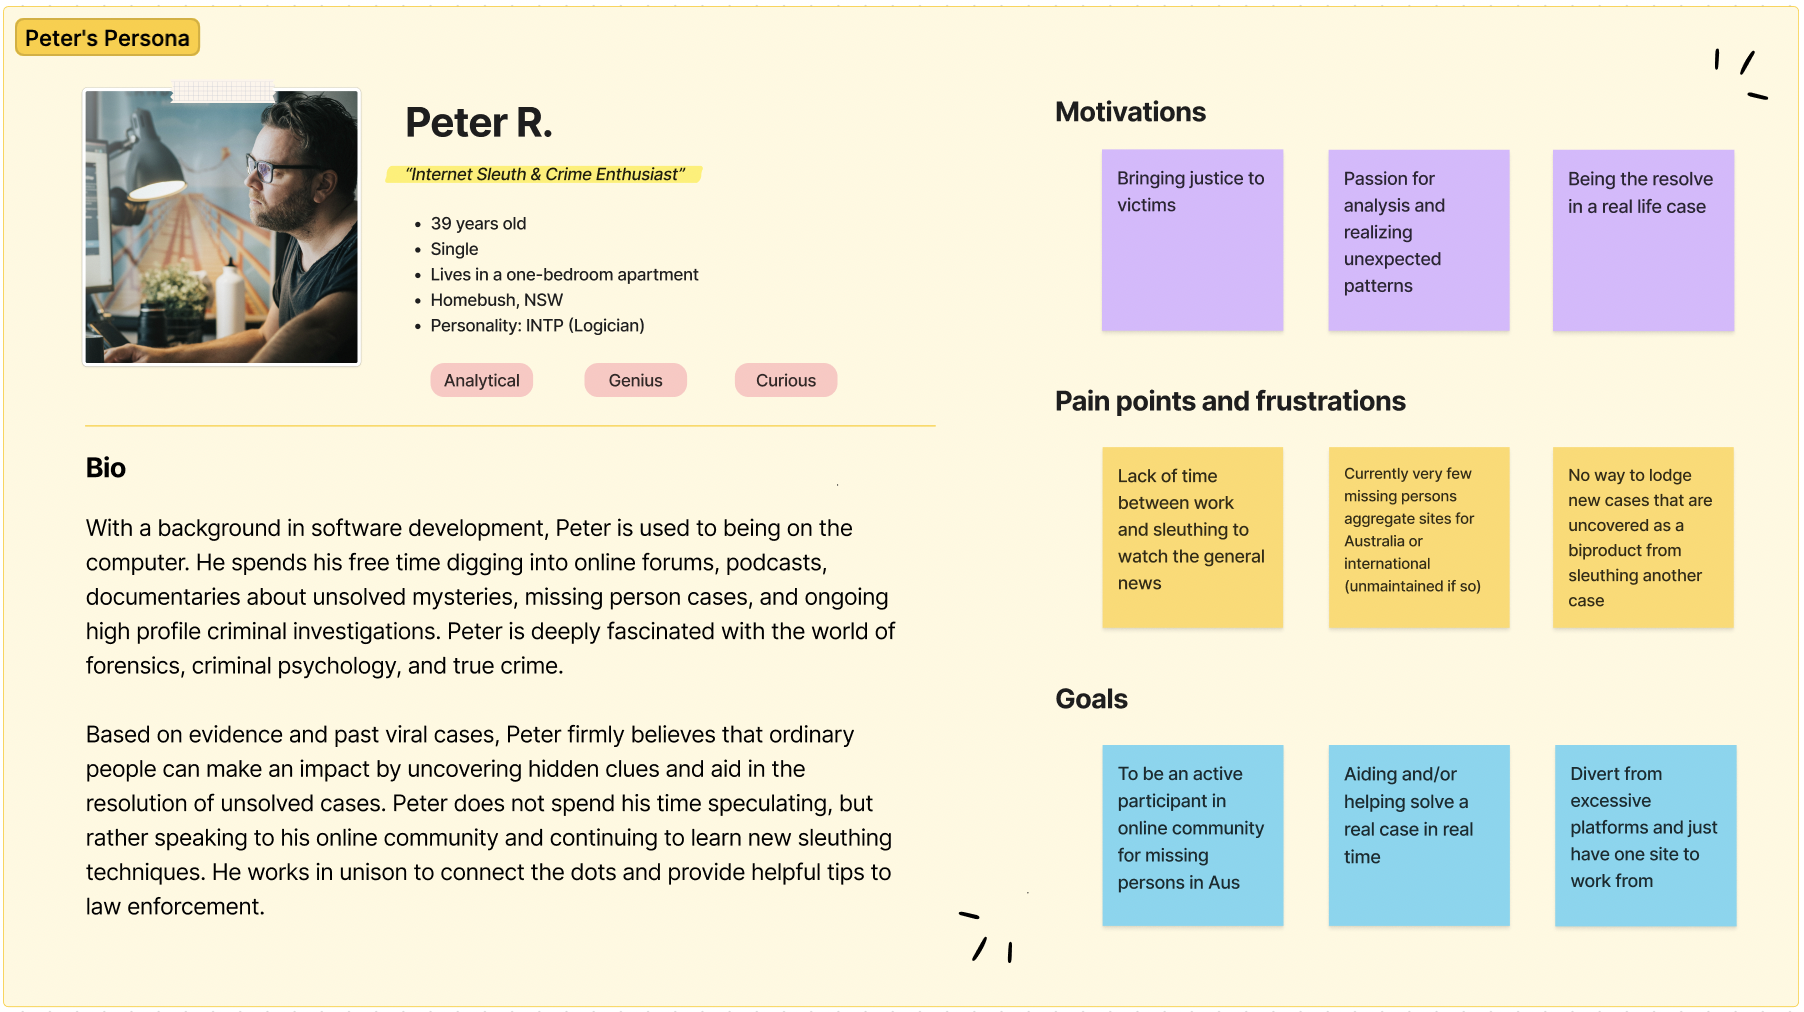 Peter's Persona
Peter R.
“Internet Sleuth & Crime Enthusiast”
• 39 years old
• Single
• Lives in a one-bedroom apartment
• Homebush, NSW
• Personality: INTP (Logician)
Analytical
Genius
Curious
Bio
With a background in software development, Peter is used to being on the
computer. He spends his free time digging into online forums, podcasts,
documentaries about unsolved mysteries, missing person cases, and ongoing
high profile criminal investigations. Peter is deeply fascinated with the world of
forensics, criminal psychology, and true crime.
Based on evidence and past viral cases, Peter firmly believes that ordinary
people can make an impact by uncovering hidden clues and aid in the
resolution of unsolved cases. Peter does not spend his time speculating, but
rather speaking to his online community and continuing to learn new sleuthing
techniques. He works in unison to connect the dots and provide helpful tips to
law enforcement.
Motivations
Bringing justice to
victims
Passion for
analysis and
realizing
unexpected
patterns
Being the resolve
in a real life case
Pain points and frustrations
Lack of time
between work
and sleuthing to
watch the general
news
Currently very few
missing persons
aggregate sites for
Australia or
international
(unmaintained if so)
No way to lodge
new cases that are
uncovered as a
biproduct from
sleuthing another
case
Goals
To be an active
participant in
online community
for missing
persons in Aus
Aiding and/or
helping solve a
real case in real
time
Divert from
excessive
platforms and just
have one site to
work from